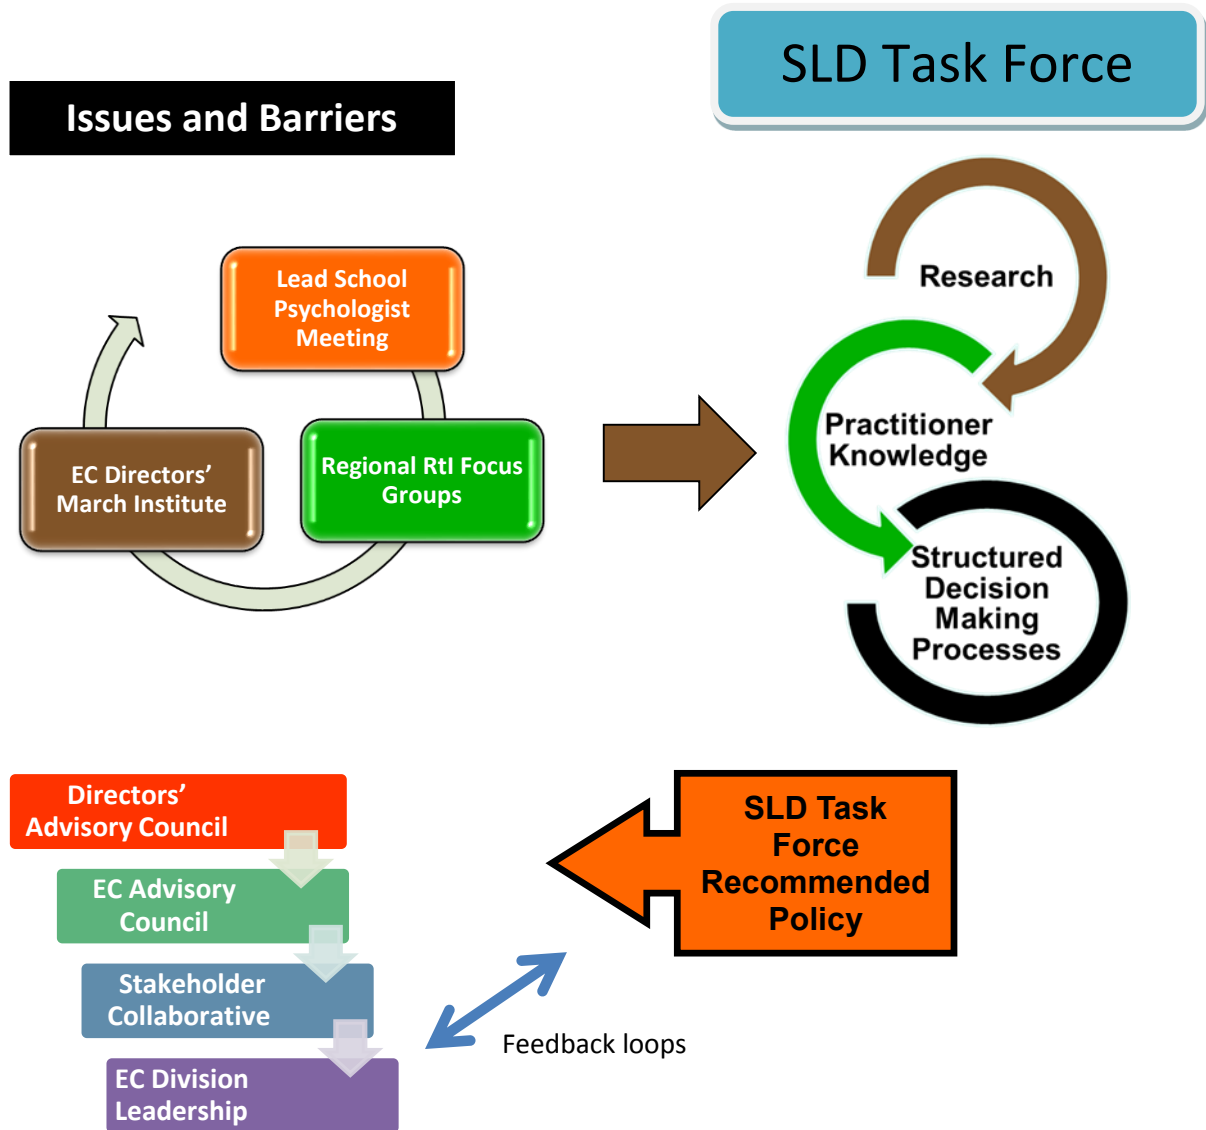 SLD Task Force
Issues and Barriers
Lead School
Psychologist
Meeting
EC Directors’
March Institute
Regional RtI Focus
Groups
Research
Practitioner
Knowledge
Structured
Decision
Making
Processes
Directors’
Advisory Council
EC Advisory
Council
Stakeholder
Collaborative
EC Division
Leadership
SLD Task
Force
Recommended
Policy
Feedback loops